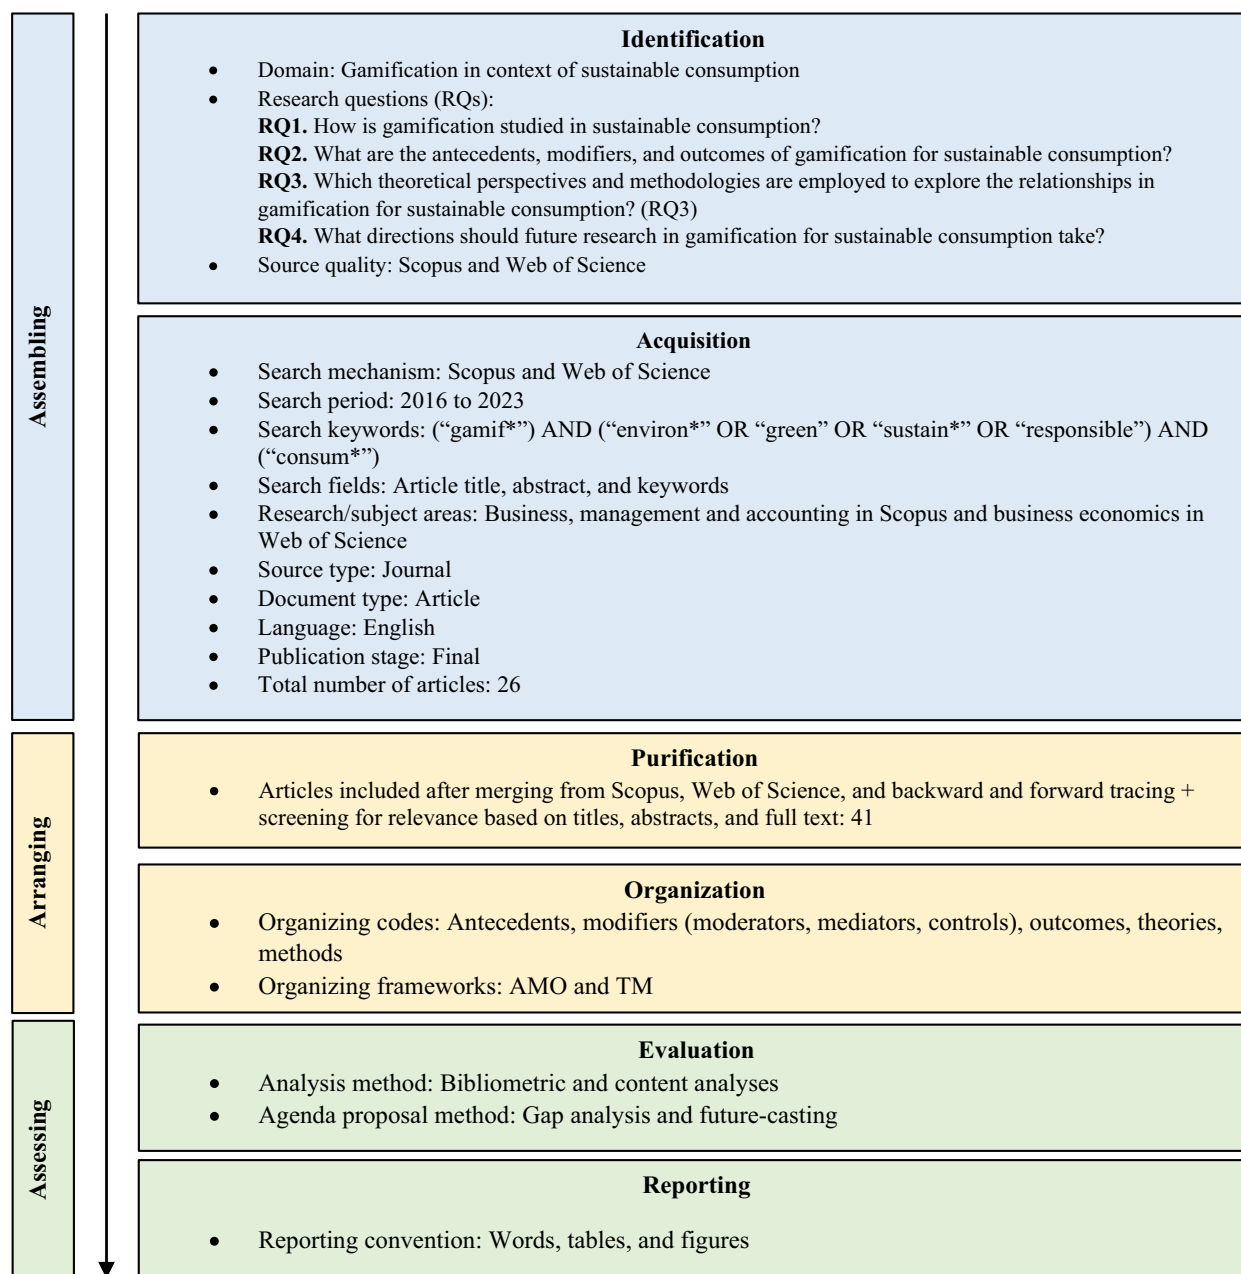 Assembling
Identification
• Domain: Gamification in context of sustainable consumption
• Research questions (RQs):
RQ1. How is gamification studied in sustainable consumption?
RQ2. What are the antecedents, modifiers, and outcomes of gamification for sustainable consumption?
RQ3. Which theoretical perspectives and methodologies are employed to explore the relationships in
gamification for sustainable consumption? (RQ3)
RQ4. What directions should future research in gamification for sustainable consumption take?
• Source quality: Scopus and Web of Science
Acquisition
• Search mechanism: Scopus and Web of Science
• Search period: 2016 to 2023
• Search keywords: (“gamif*”) AND (“environ*” OR “green” OR “sustain*” OR “responsible”) AND
(“consum*”)
• Search fields: Article title, abstract, and keywords
• Research/subject areas: Business, management and accounting in Scopus and business economics in
Web of Science
• Source type: Journal
• Document type: Article
• Language: English
• Publication stage: Final
• Total number of articles: 26
Arranging
Purification
• Articles included after merging from Scopus, Web of Science, and backward and forward tracing +
screening for relevance based on titles, abstracts, and full text: 41
Organization
• Organizing codes: Antecedents, modifiers (moderators, mediators, controls), outcomes, theories,
methods
• Organizing frameworks: AMO and TM
Assessing
Evaluation
• Analysis method: Bibliometric and content analyses
• Agenda proposal method: Gap analysis and future-casting
Reporting
• Reporting convention: Words, tables, and figures